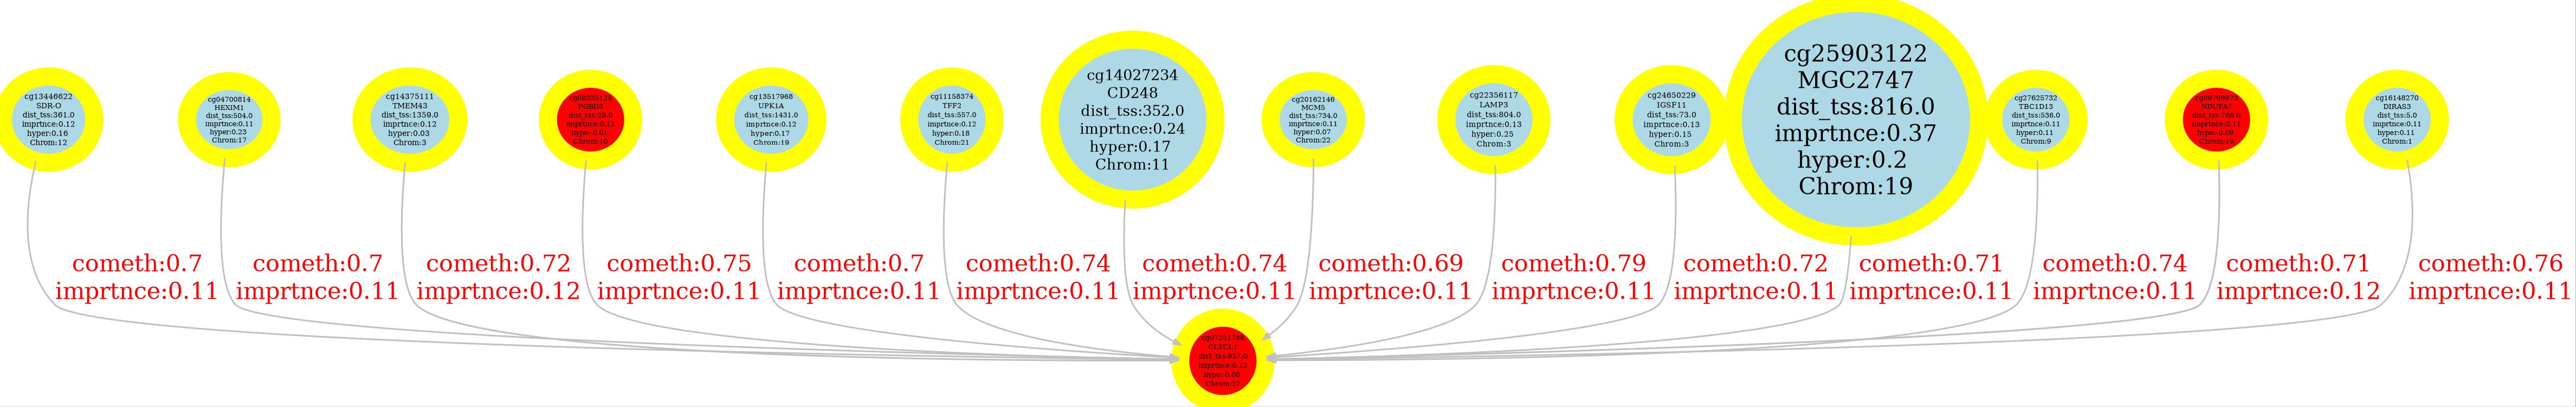 cg13446622
SDR-O
dist_tss:361.0
imprtnce:0.12
hyper:0.16
Chrom:12
cg04700814
HEXIM1
dist_tss:504.0
imprtnce:0.11
hyper:0.23
Chrom:17
cg14375111
TMEM43
dist_tss:1359.0
imprtnce:0.12
hyper:0.03
Chrom:3
PGBD3
dist_tss:29.0
imprtnce:0.11
hypo:-0.01
Chrom:10
cg13517968
UPK1A
dist_tss:1431.0
imprtnce:0.12
hyper:0.17
Chrom:19
cg11158374
TFF2
dist_tss:557.0
imprtnce:0.12
hyper:0.18
Chrom:21
cg14027234
CD248
dist_tss:352.0
imprtnce:0.24
hyper:0.17
Chrom:11
cg20162146
MCM5
dist_tss:734.0
imprtnce:0.11
hyper:0.07
Chrom:22
cg22356117
LAMP3
dist_tss:804.0
imprtnce:0.13
hyper:0.25
Chrom:3
cg24650229
IGSF11
dist_tss:73.0
imprtnce:0.13
hyper:0.15
Chrom:3
cg25903122
MGC2747
dist_tss:816.0
imprtnce:0.37
hyper:0.2
Chrom:19
cg27625732
TBC1D13
dist_tss:536.0
imprtnce:0.11
hyper:0.11
Chrom:9
NDUFA7
dist_tss:766.0
imprtnce:0.11
hypo:-0.09
Chrom:19
cg16148270
DIRAS3
dist_tss:5.0
imprtnce:0.11
hyper:0.11
Chrom:1
cometh:0.7
imprtnce:0.11
cometh:0.7
imprtnce:0.11
cometh:0.72
imprtnce:0.12
cometh:0.75
imprtnce:0.11
cometh:0.7
imprtnce:0.11
cometh:0.74
imprtnce:0.11
cometh:0.74
imprtnce:0.11
cometh:0.69
imprtnce:0.11
cometh:0.79
imprtnce:0.11
cometh:0.72
imprtnce:0.11
cometh:0.71
imprtnce:0.11
cometh:0.74
imprtnce:0.11
cometh:0.71
imprtnce:0.12
cometh:0.76
imprtnce:0.11
CLTCL1
dist_tss:957.0
imprtnce:0.12
Chrom:22